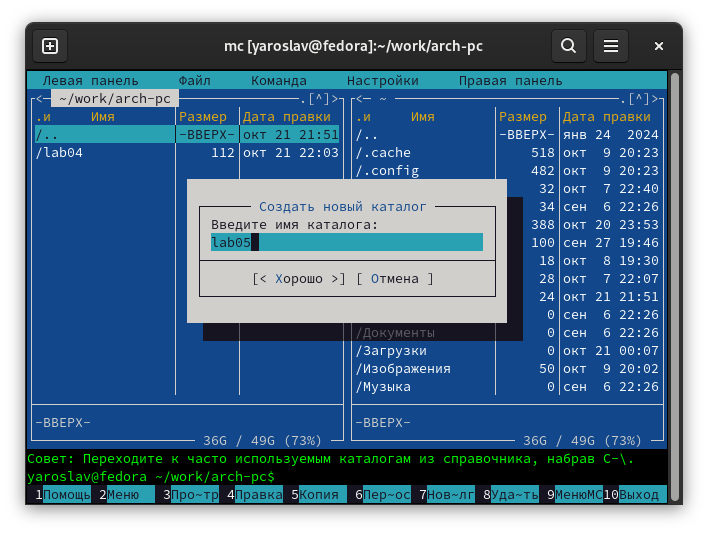 mc [yaroslav@fedora]:~/work/arch-pc
Левая панель Файл Команда Настройки Правая панель
<─ ~/work/arch-pc .[^]> <─ ~ .[^]>
.и Имя Размер Дата правки .и Имя Размер Дата правки
/.. -ВВЕРХ- окт 21 21:51 /.. -ВВЕРХ- янв 24 2024
/lab04 112 окт 21 22:03 /.cache 518 окт 9 20:23
/.config 482 окт 9 20:23
32 окт 7 22:40
Создать новый каталог 34 сен 6 22:26
Введите имя каталога: 388 окт 20 23:53
lab05 100 сен 27 19:46
18 окт 8 19:30
[< Хорошо >] [ Отмена ] 28 окт 7 22:07
24 окт 21 21:51
0 сен 6 22:26
/Документы 0 сен 6 22:26
/Загрузки 0 окт 21 00:07
/Изображения 50 окт 9 20:02
/Музыка 0 сен 6 22:26
-ВВЕРХ- -ВВЕРХ-
36G / 49G (73%) 36G / 49G (73%)
Совет: Переходите к часто используемым каталогам из справочника, набрав C-\.
yaroslav@fedora ~/work/arch-pc$
1Помощь 2Меню 3Про~тр 4Правка 5Копия 6Пер~ос 7Нов~лг 8Уда~ть 9МенюMC 10Выход